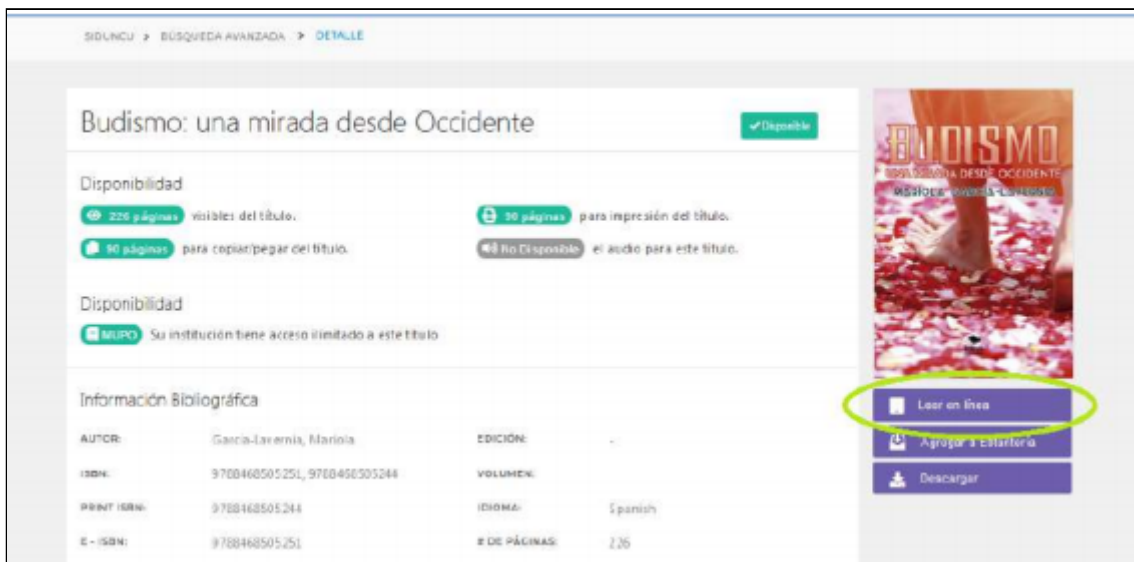 SIDUNCU > BÚSQUEDA AVANZADA > DETALLE
Budismo: una mirada desde Occidente
Disponible
BUDISMO
UNA MIRADA DESDE OCCIDENTE
MARIOLA GARCÍA-LAVERNIA
Disponibilidad
226 páginas visibles del título.
90 páginas para impresión del título.
90 páginas para copiar/pegar del título.
No Disponible el audio para este título.
Disponibilidad
MUPO Su institución tiene acceso ilimitado a este título
Leer en línea
Agregar a Estantería
Descargar
Información Bibliográfica
AUTOR: García-Lavernia, Mariola
EDICIÓN: -
ISBN: 9788468505251, 9788468505244
VOLUMEN:
PRINT ISBN: 9788468505244
IDIOMA: Spanish
E - ISBN: 9788468505251
# DE PÁGINAS: 226